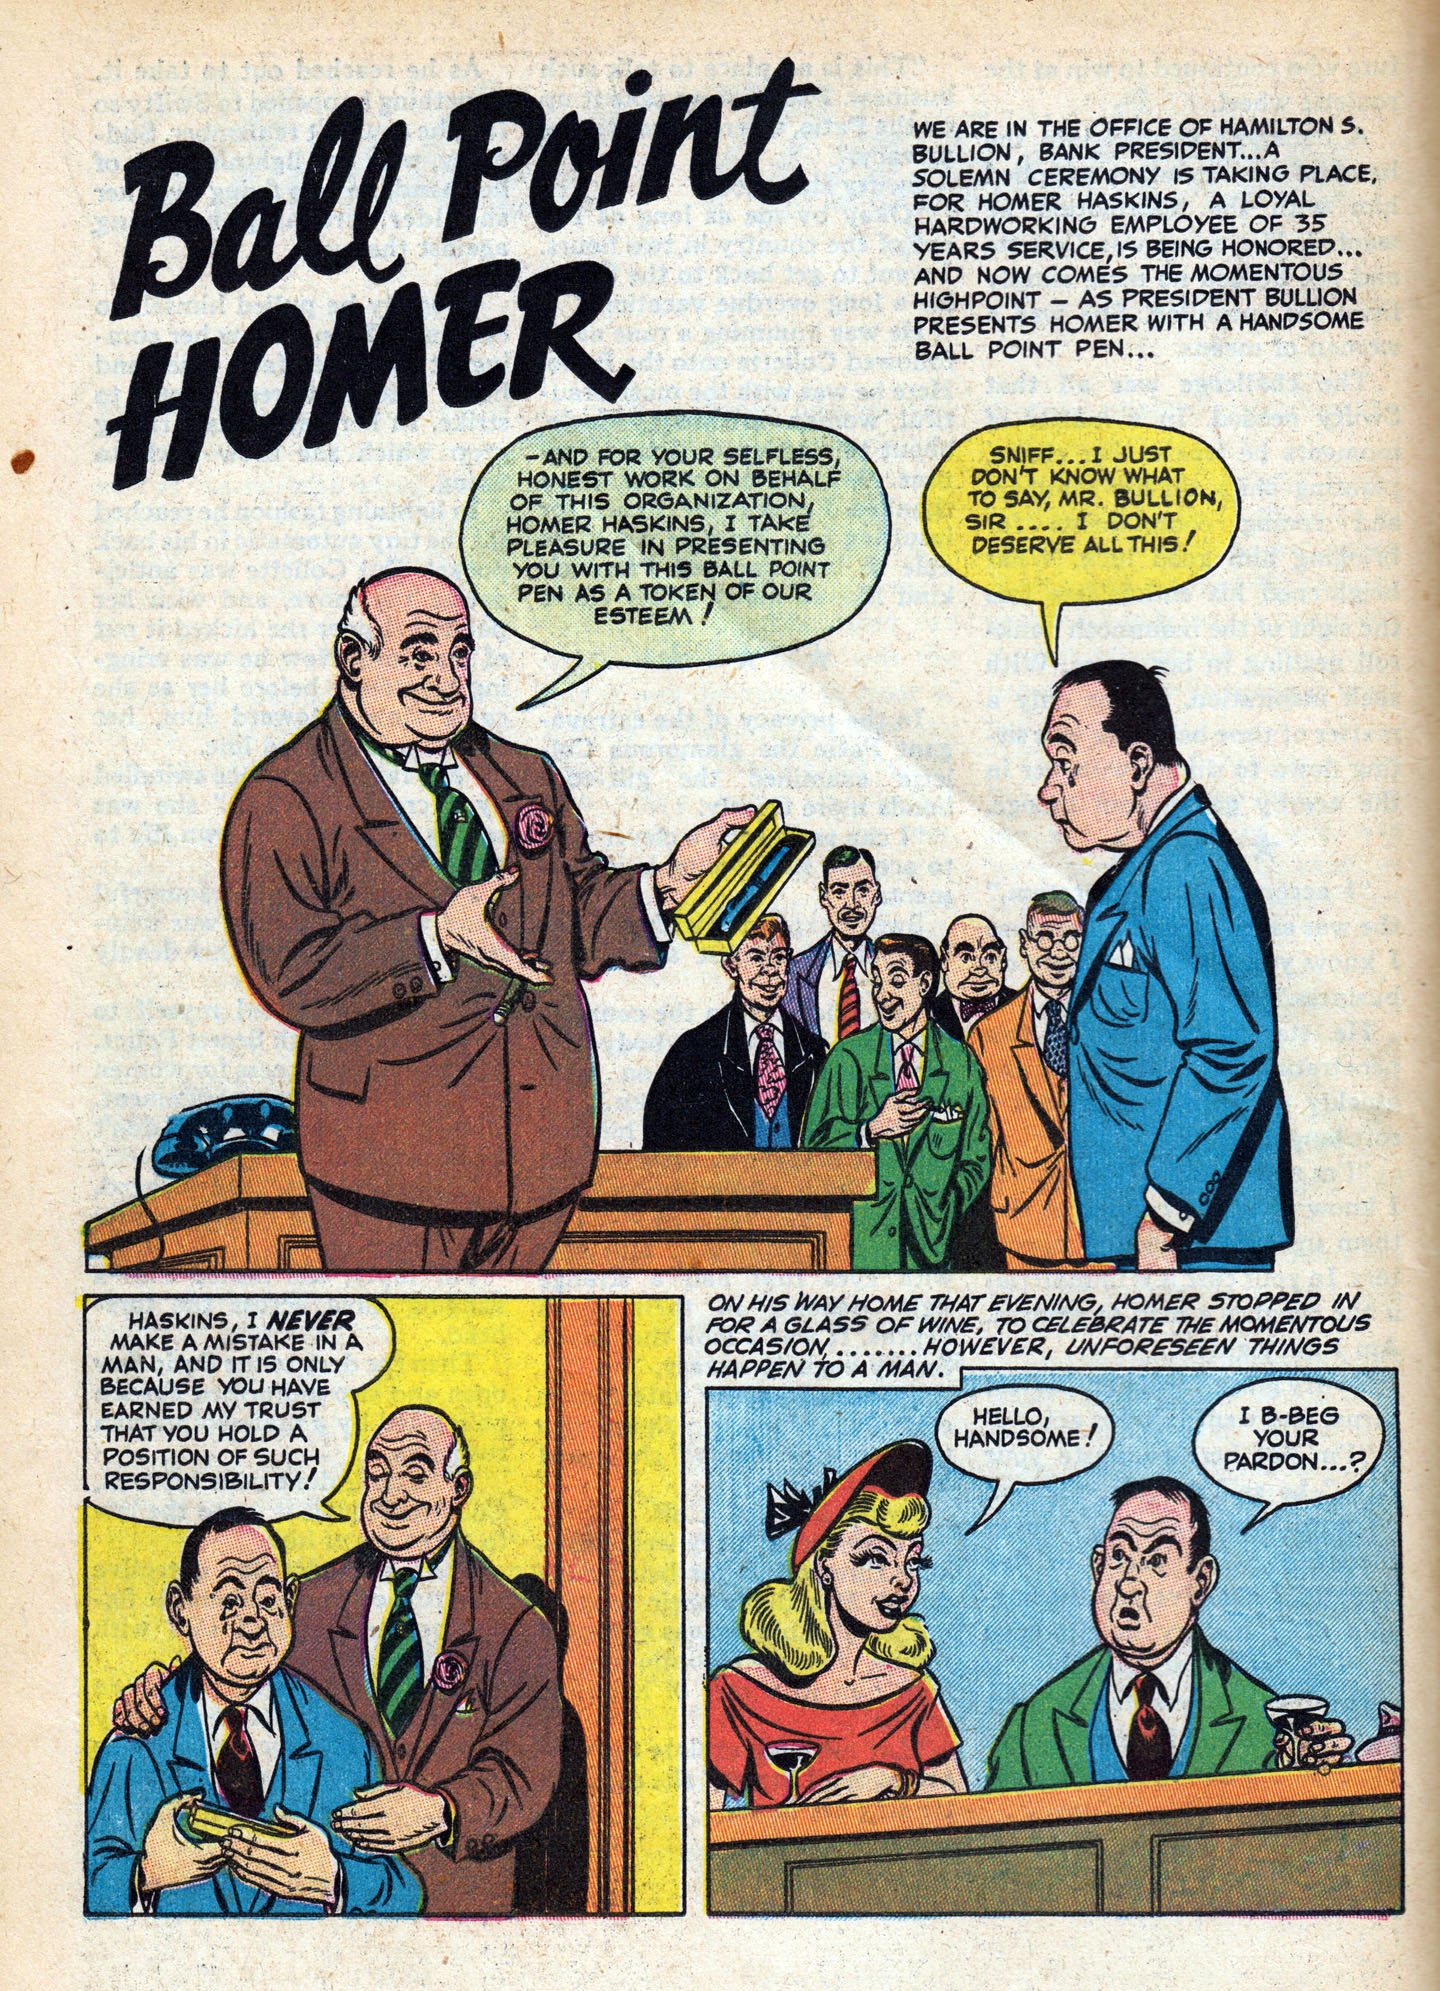 Ball Point
HOMER
WE ARE IN THE OFFICE OF HAMILTON S.
BULLION, BANK PRESIDENT...A
SOLEMN CEREMONY IS TAKING PLACE,
FOR HOMER HASKINS, A LOYAL
HARDWORKING EMPLOYEE OF 35
YEARS SERVICE, IS BEING HONORED...
AND NOW COMES THE MOMENTOUS
HIGHPOINT — AS PRESIDENT BULLION
PRESENTS HOMER WITH A HANDSOME
BALL POINT PEN...
—AND FOR YOUR SELFLESS,
HONEST WORK ON BEHALF
OF THIS ORGANIZATION,
HOMER HASKINS, I TAKE
PLEASURE IN PRESENTING
YOU WITH THIS BALL POINT
PEN AS A TOKEN OF OUR
ESTEEM!
SNIFF...I JUST
DON'T KNOW WHAT
TO SAY, MR. BULLION,
SIR .... I DON'T
DESERVE ALL THIS!
HASKINS, I NEVER
MAKE A MISTAKE IN A
MAN, AND IT IS ONLY
BECAUSE YOU HAVE
EARNED MY TRUST
THAT YOU HOLD A
POSITION OF SUCH
RESPONSIBILITY!
ON HIS WAY HOME THAT EVENING, HOMER STOPPED IN
FOR A GLASS OF WINE, TO CELEBRATE THE MOMENTOUS
OCCASION,.......HOWEVER, UNFORESEEN THINGS
HAPPEN TO A MAN.
HELLO,
HANDSOME!
I B-BEG
YOUR
PARDON...?